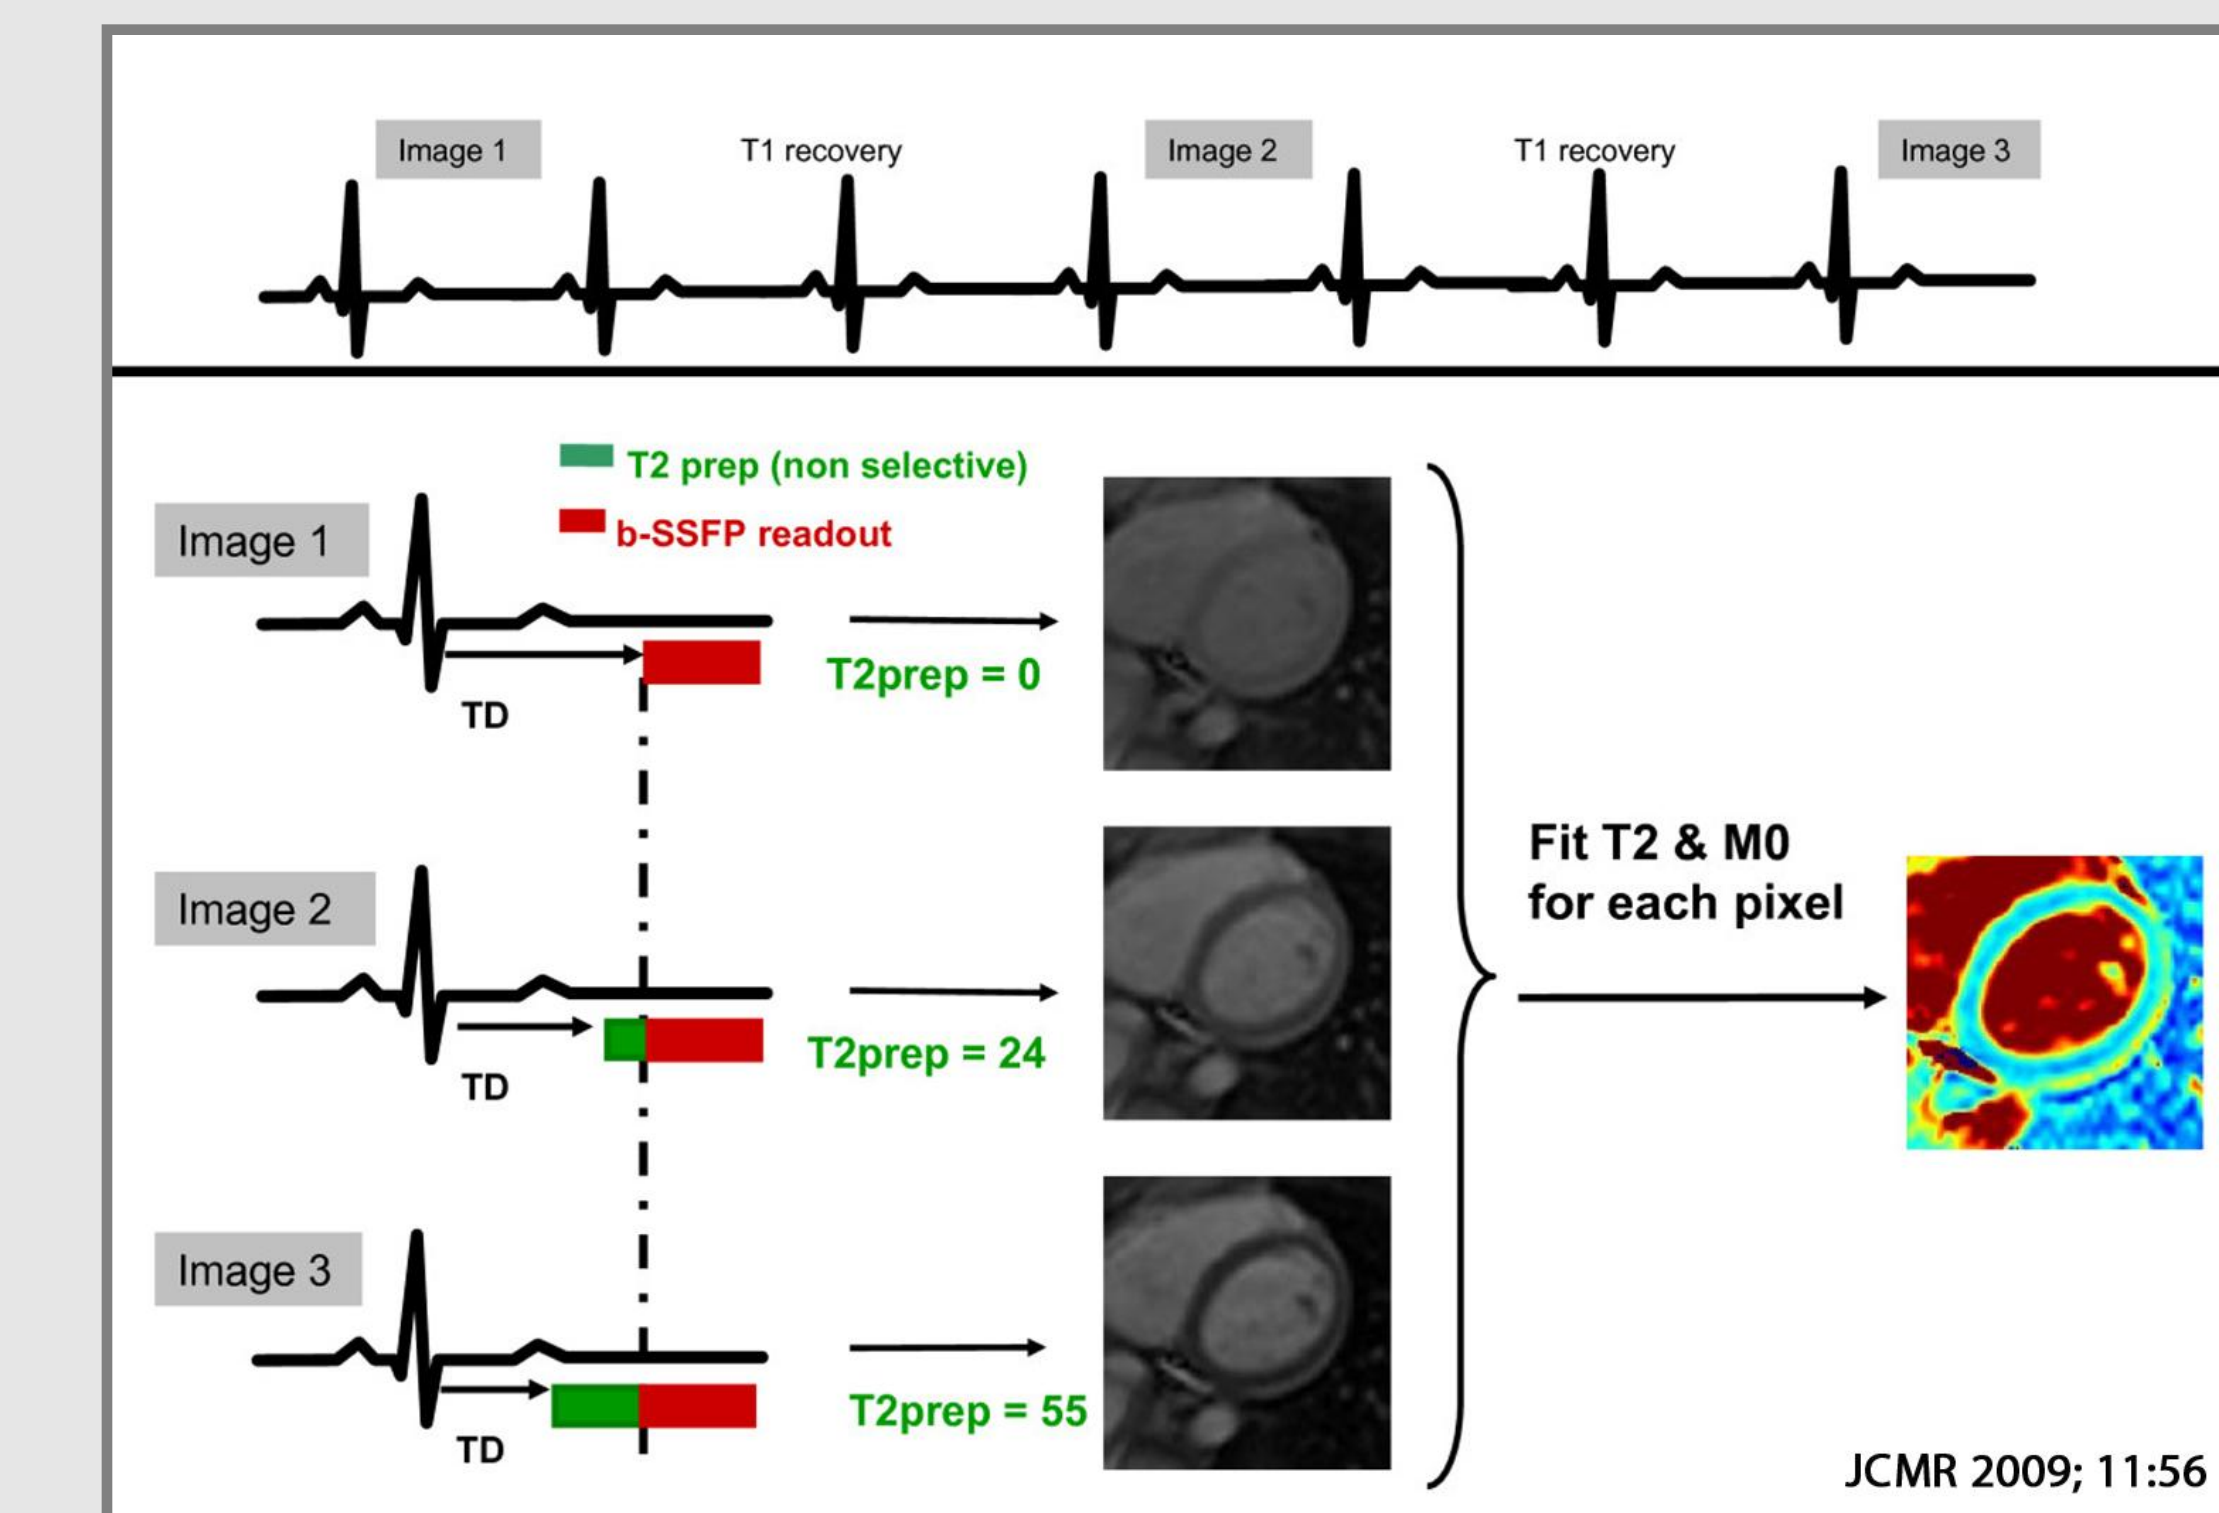 Image 1
T1 recovery
Image 2
T1 recovery
Image 3
T2 prep (non selective)
b-SSFP readout
Image 1
TD
T2prep = 0
Image 2
TD
T2prep = 24
Fit T2 & M0
for each pixel
Image 3
TD
T2prep = 55
JCMR 2009; 11:56